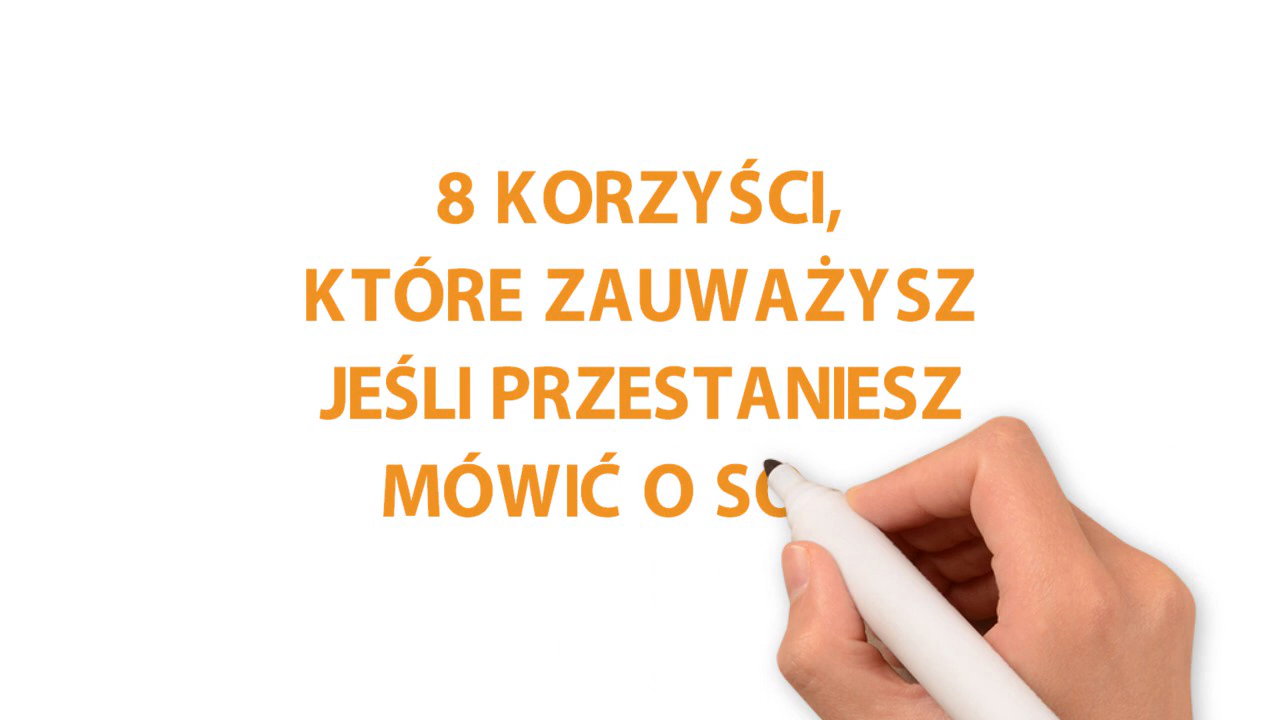 8 KORZYŚCI,
KTÓRE ZAUWAŻYSZ
JEŚLI PRZESTANIESZ
MÓWIĆ O